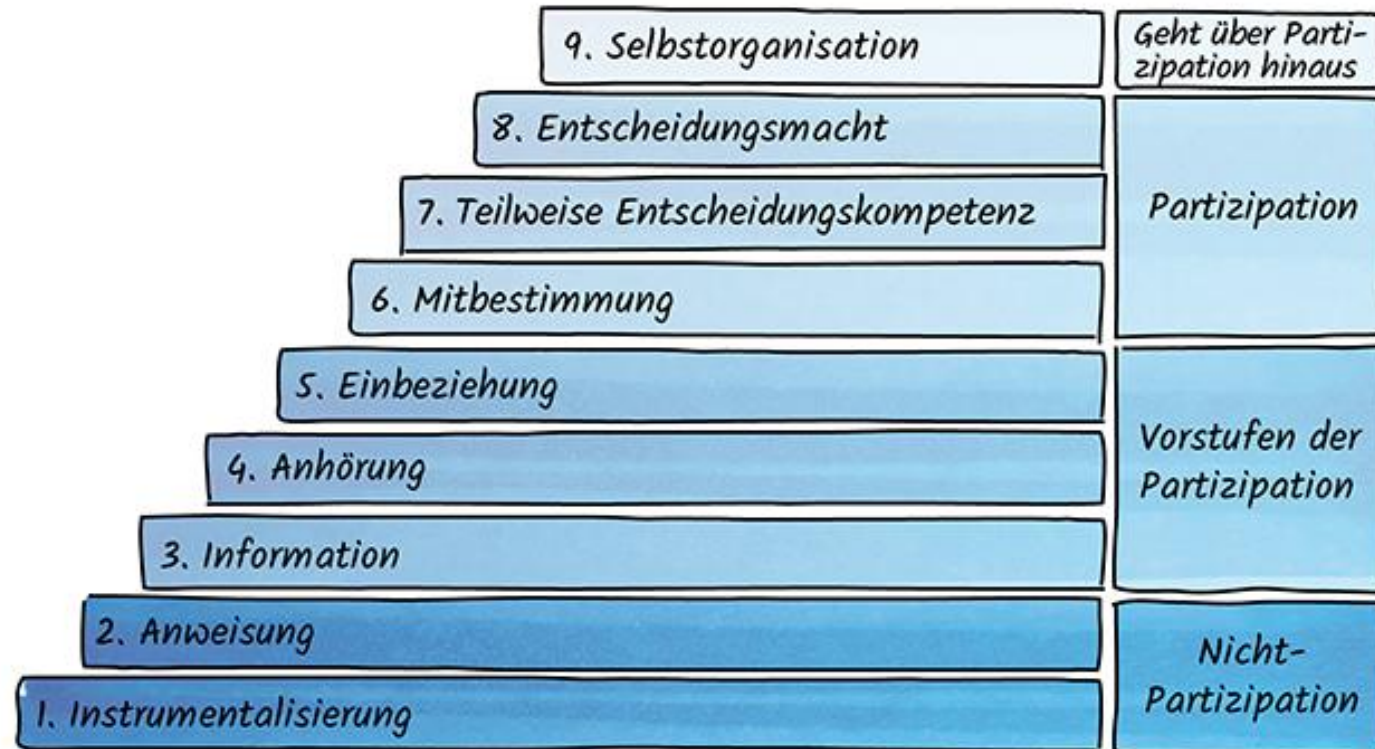 9. Selbstorganisation
Geht über Parti-
zipation hinaus
8. Entscheidungsmacht
7. Teilweise Entscheidungskompetenz
Partizipation
6. Mitbestimmung
5. Einbeziehung
4. Anhörung
Vorstufen der
Partizipation
3. Information
2. Anweisung
1. Instrumentalisierung
Nicht-
Partizipation